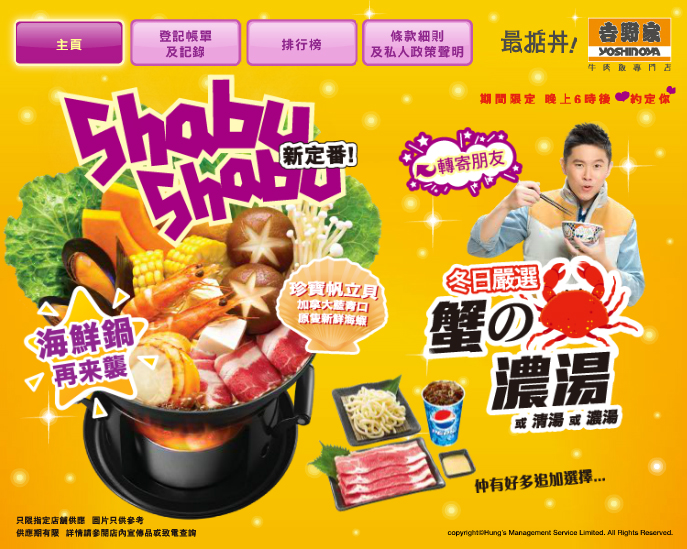 主頁
登記帳單
及記錄
排行榜
條款細則
及私人政策聲明
最掂丼!
吉野家
YOSHINOYA
牛肉飯專門店
期間限定 晚上6時後 約定你
Shabu
Shabu
新定番!
轉寄朋友
珍寶帆立貝
加拿大藍青口
原隻新鮮海蝦
海鮮鍋
再來襲
冬日嚴選
蟹の
濃湯
或 清湯 或 濃湯
PEPSI
仲有好多追加選擇...
只限指定店舖供應 圖片只供參考
供應期有限 詳情請參閱店內宣傳品或致電查詢
copyright©Hung's Management Service Limited. All Rights Reserved.